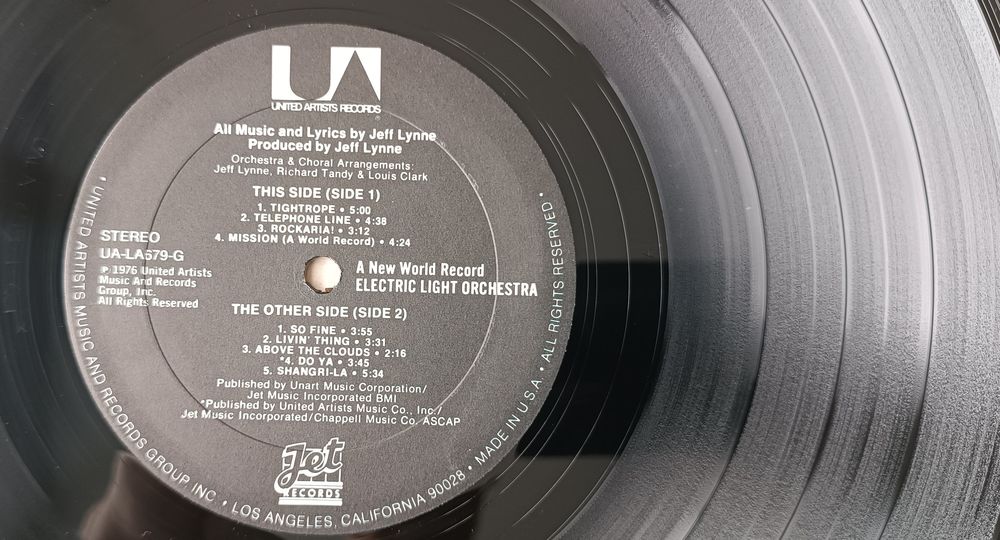 UA
UNITED ARTISTS RECORDS
®
All Music and Lyrics by Jeff Lynne
Produced by Jeff Lynne
Orchestra & Choral Arrangements:
Jeff Lynne, Richard Tandy & Louis Clark
THIS SIDE (SIDE 1)
1. TIGHTROPE • 5:00
2. TELEPHONE LINE • 4:38
3. ROCKARIA! • 3:12
4. MISSION (A World Record) • 4:24
STEREO
UA-LA679-G
℗ 1976 United Artists
Music And Records
Group, Inc.
All Rights Reserved
A New World Record
ELECTRIC LIGHT ORCHESTRA
THE OTHER SIDE (SIDE 2)
1. SO FINE • 3:55
2. LIVIN' THING • 3:31
3. ABOVE THE CLOUDS • 2:16
*4. DO YA • 3:45
5. SHANGRI-LA • 5:34
Published by Unart Music Corporation/
Jet Music Incorporated BMI
*Published by United Artists Music Co., Inc./
Jet Music Incorporated/Chappell Music Co. ASCAP
Jet
RECORDS
• UNITED ARTISTS MUSIC AND RECORDS GROUP INC • LOS ANGELES, CALIFORNIA 90028 • MADE IN U.S.A. • ALL RIGHTS RESERVED •